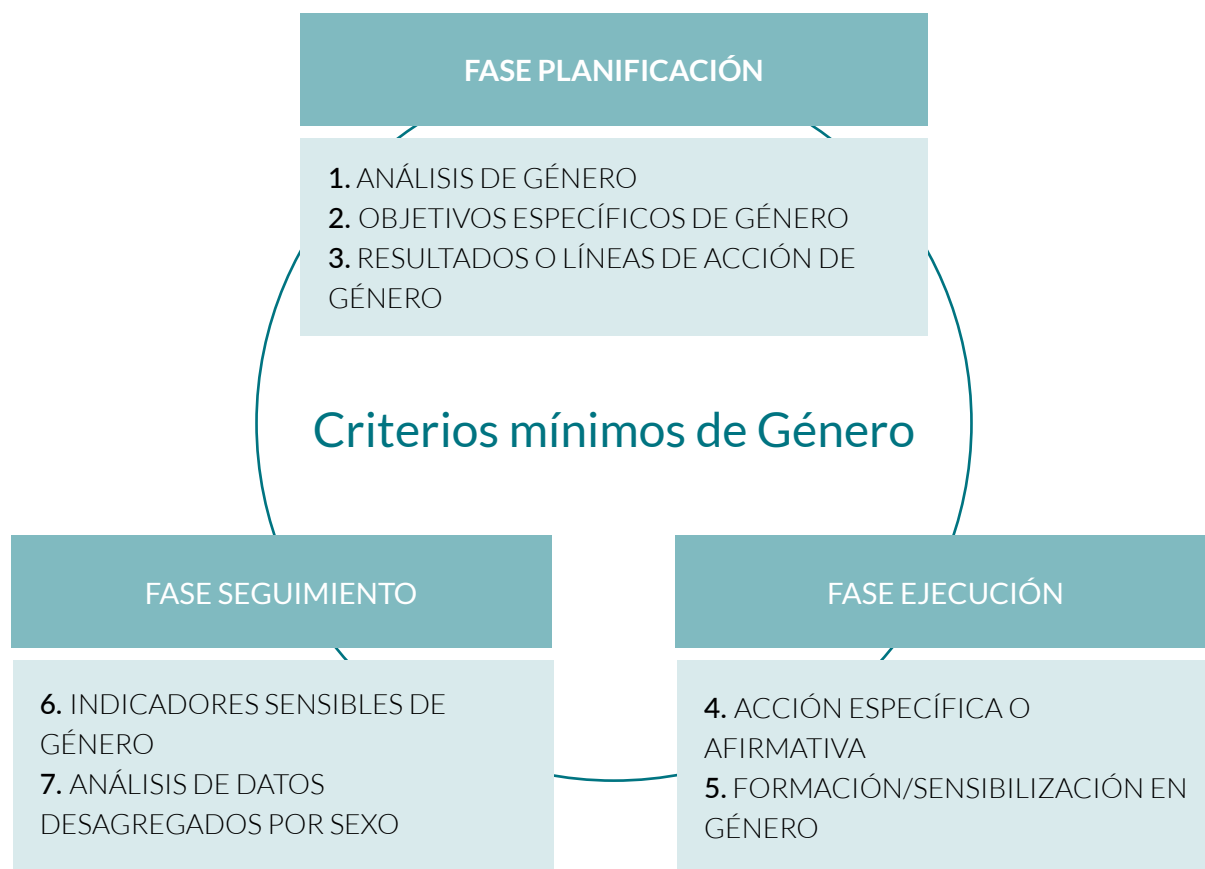 FASE PLANIFICACIÓN
1. ANÁLISIS DE GÉNERO
2. OBJETIVOS ESPECÍFICOS DE GÉNERO
3. RESULTADOS O LÍNEAS DE ACCIÓN DE
GÉNERO
Criterios mínimos de Género
FASE SEGUIMIENTO
6. INDICADORES SENSIBLES DE
GÉNERO
7. ANÁLISIS DE DATOS
DESAGREGADOS POR SEXO
FASE EJECUCIÓN
4. ACCIÓN ESPECÍFICA O
AFIRMATIVA
5. FORMACIÓN/SENSIBILIZACIÓN EN
GÉNERO